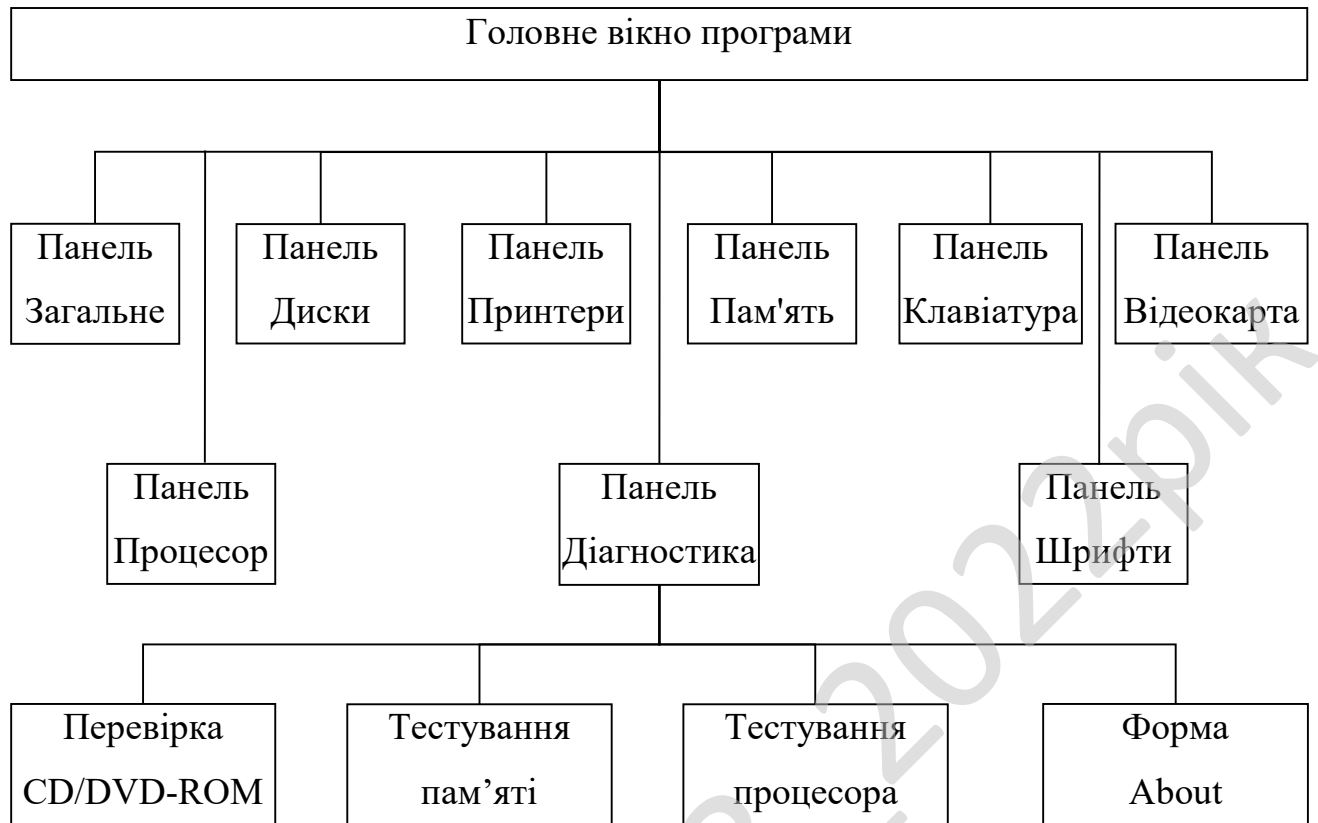 Головне вікно програми
Панель
Загальне
Панель
Диски
Панель
Принтери
Панель
Пам'ять
Панель
Клавіатура
Панель
Відеокарта
Панель
Процесор
Панель
Діагностика
Панель
Шрифти
Перевірка
CD/DVD-ROM
Тестування
пам’яті
Тестування
процесора
Форма
About
2022рік